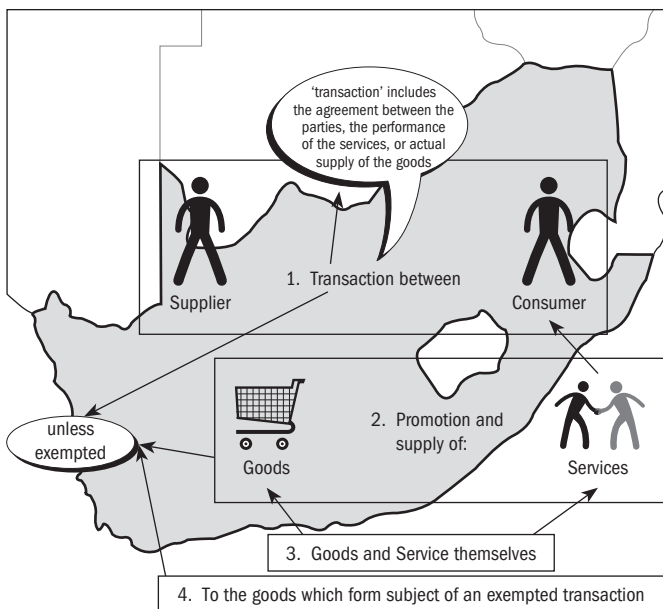 ‘transaction’ includes
the agreement between the
parties, the performance
of the services, or actual
supply of the goods
1. Transaction between
Supplier
Consumer
unless
exempted
2. Promotion and
supply of:
Goods
Services
3. Goods and Service themselves
4. To the goods which form subject of an exempted transaction